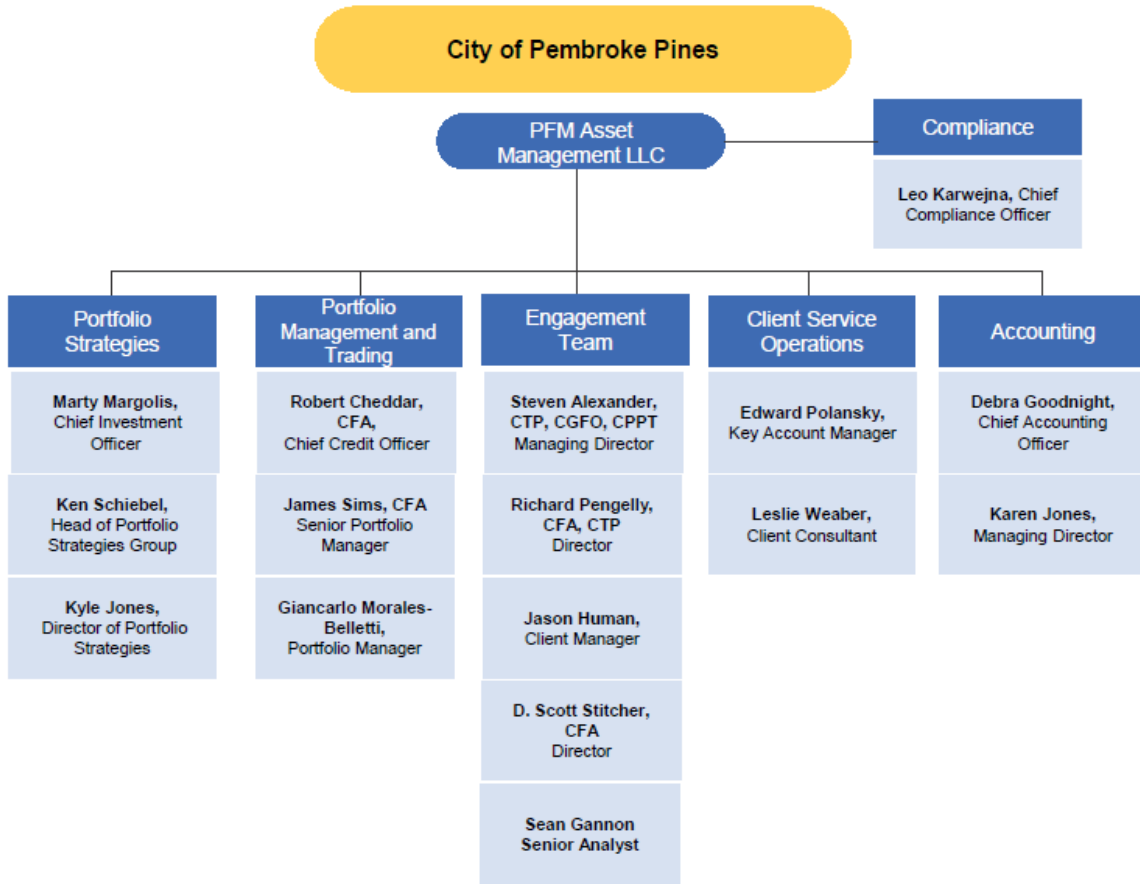 City of Pembroke Pines
PFM Asset
Management LLC
Compliance
Leo Karwejna, Chief
Compliance Officer
Portfolio
Strategies
Marty Margolis,
Chief Investment
Officer
Ken Schiebel,
Head of Portfolio
Strategies Group
Kyle Jones,
Director of Portfolio
Strategies
Portfolio
Management and
Trading
Robert Cheddar,
CFA,
Chief Credit Officer
James Sims, CFA
Senior Portfolio
Manager
Giancarlo Morales-
Belletti,
Portfolio Manager
Engagement
Team
Steven Alexander,
CTP, CGFO, CPPT
Managing Director
Richard Pengelly,
CFA, CTP
Director
Jason Human,
Client Manager
D. Scott Stitcher,
CFA
Director
Sean Gannon
Senior Analyst
Client Service
Operations
Edward Polansky,
Key Account Manager
Leslie Weaber,
Client Consultant
Accounting
Debra Goodnight,
Chief Accounting
Officer
Karen Jones,
Managing Director